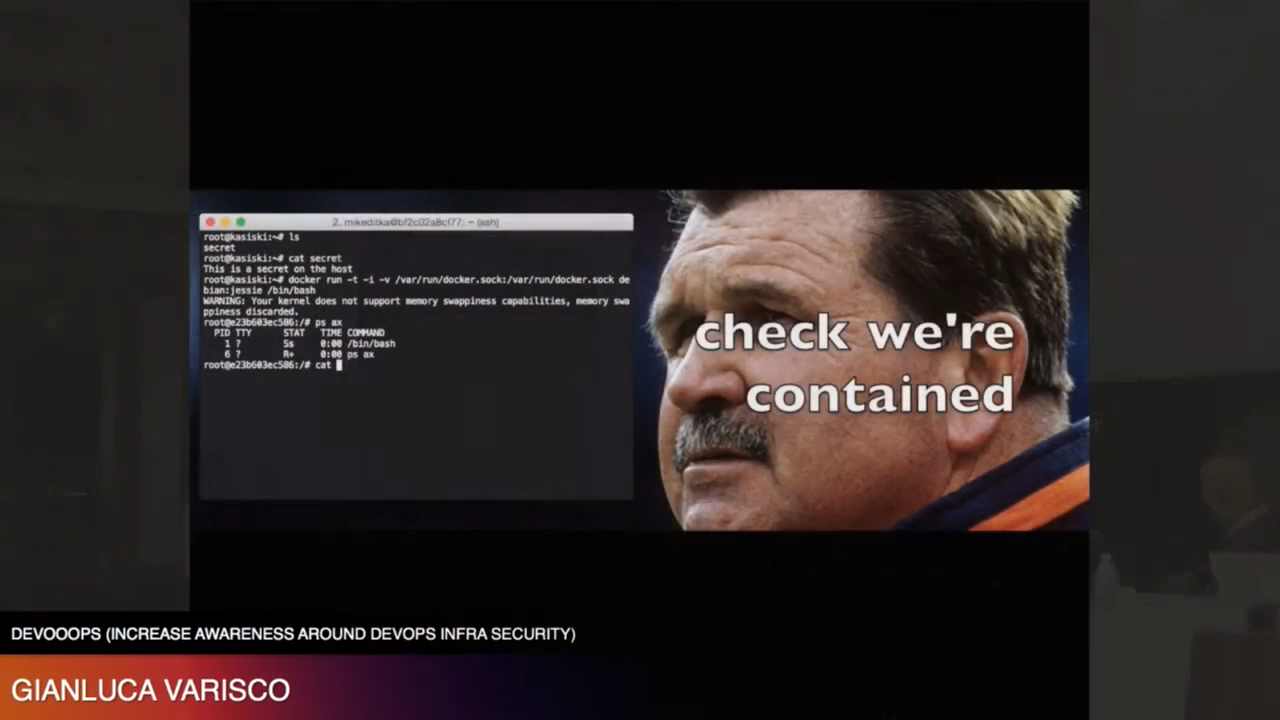 2. mikeditka@bf2c02a8cf77: ~ (ssh)
root@kasiski:~# ls
secret
root@kasiski:~# cat secret
This is a secret on the host
root@kasiski:~# docker run -t -i -v /var/run/docker.sock:/var/run/docker.sock de
bian:jessie /bin/bash
WARNING: Your kernel does not support memory swappiness capabilities, memory swa
ppiness discarded.
root@e23b603ec586:/# ps ax
PID TTY STAT TIME COMMAND
1 ? Ss 0:00 /bin/bash
6 ? R+ 0:00 ps ax
root@e23b603ec586:/# cat
check we're
contained
DEVOOOPS (INCREASE AWARENESS AROUND DEVOPS INFRA SECURITY)
GIANLUCA VARISCO